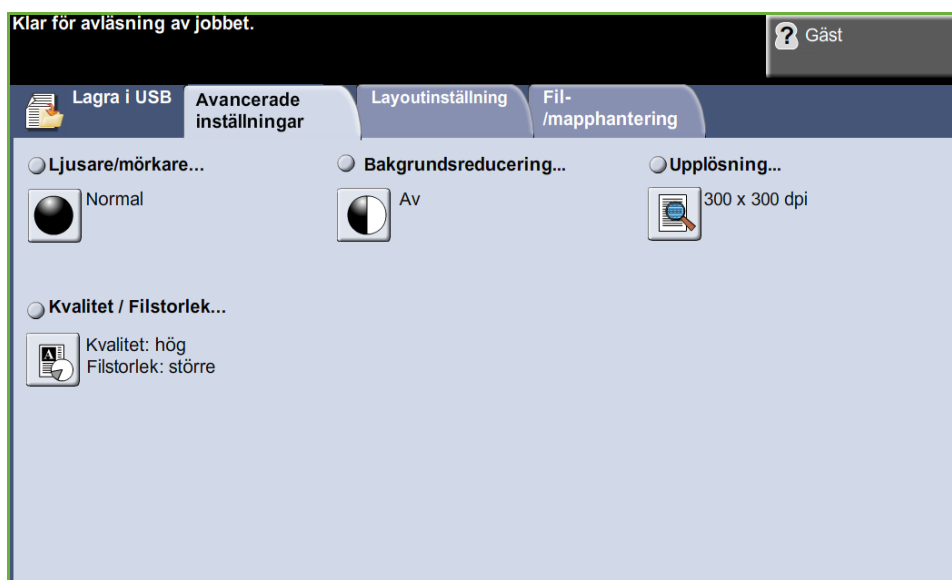 Klar för avläsning av jobbet.
? Gäst
Lagra i USB
Avancerade
inställningar
Layoutinställning
Fil-
/mapphantering
Ljusare/mörkare...
Normal
Bakgrundsreducering...
Av
Upplösning...
300 x 300 dpi
Kvalitet / Filstorlek...
A
Kvalitet: hög
Filstorlek: större